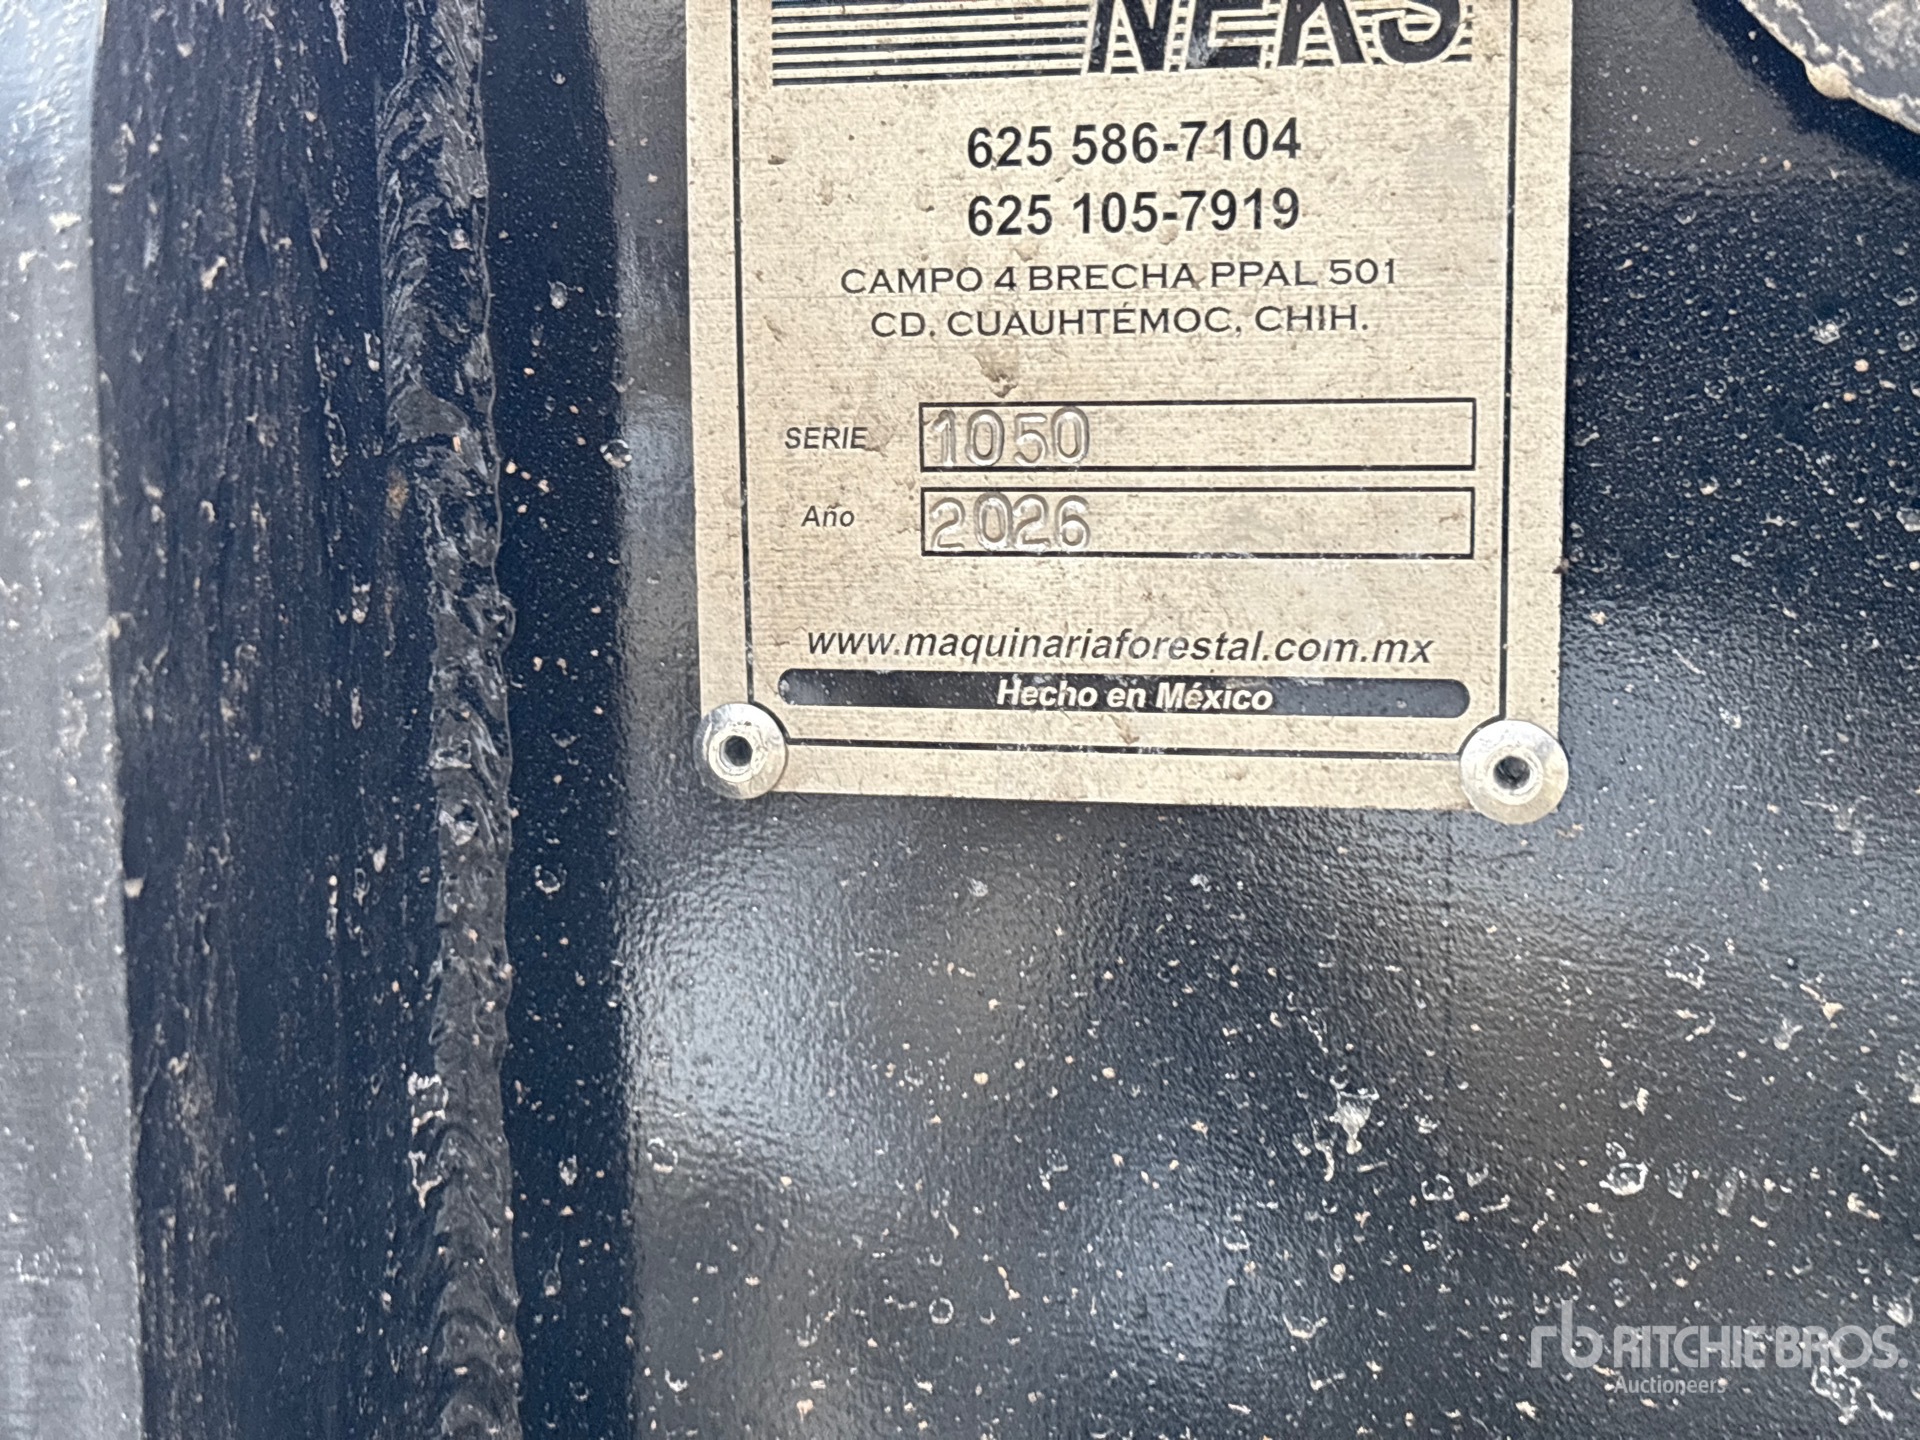 625 586-7104
625 105-7919
CAMPO 4 BRECHA PPAL 501
CD. CUAUHTÉMOC, CHIH.
SERIE 1050
Año 2026
www.maquinariaforestal.com.mx
Hecho en México
rb RITCHIE BROS.
Auctioneers